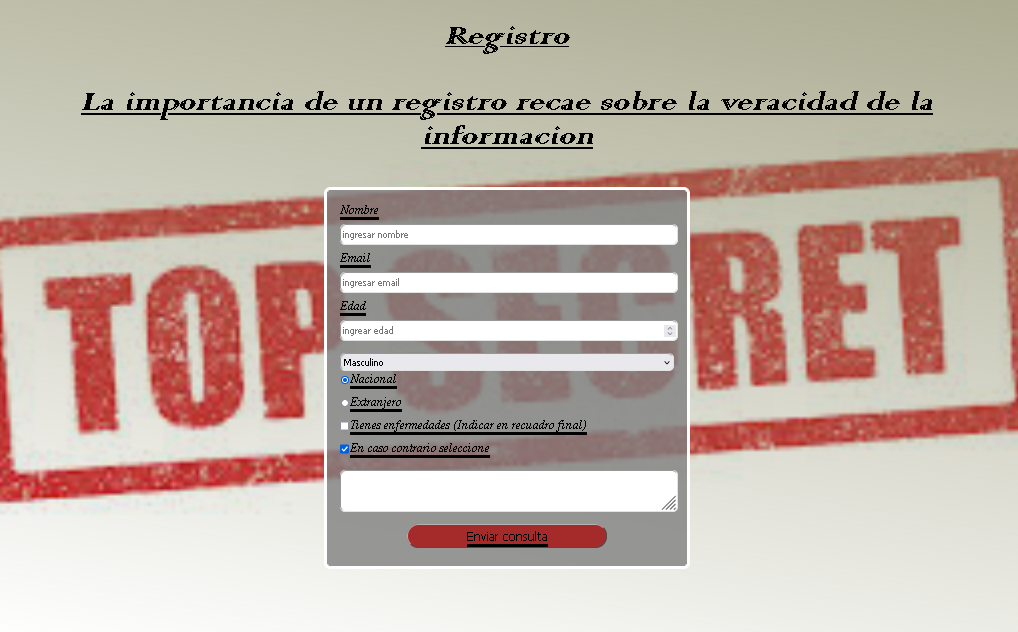 Registro
La importancia de un registro recae sobre la veracidad de la
informacion
TOP SECRET
Nombre
ingresar nombre
Email
ingresar email
Edad
ingrear edad
Masculino
Nacional
Extranjero
Tienes enfermedades (Indicar en recuadro final)
En caso contrario seleccione
Enviar consulta